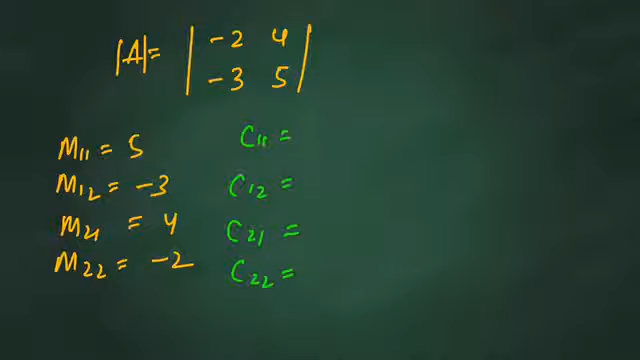 |A| = | -2 4 |
| -3 5 |
M11 = 5
M12 = -3
M21 = 4
M22 = -2
C11 =
C12 =
C21 =
C22 =